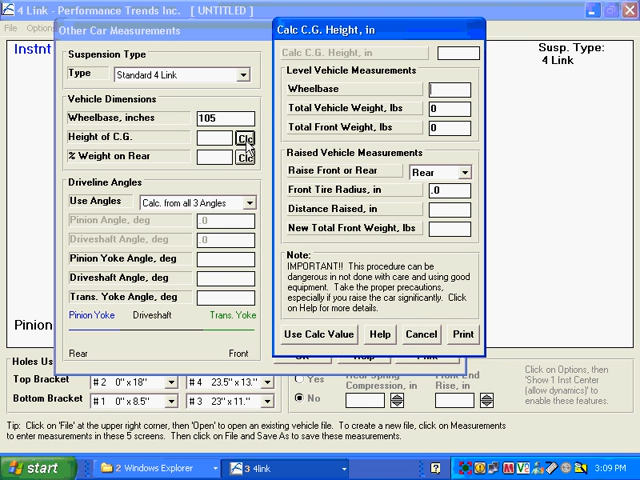 4 Link - Performance Trends Inc. [ UNTITLED ]
File
Instnt
Susp. Type:
4 Link
Other Car Measurements
Suspension Type
Type Standard 4 Link
Vehicle Dimensions
Wheelbase, inches 105
Height of C.G. Clc
% Weight on Rear Clc
Driveline Angles
Use Angles Calc. from all 3 Angles
Pinion Angle, deg .0
Driveshaft Angle, deg .0
Pinion Yoke Angle, deg
Driveshaft Angle, deg
Trans. Yoke Angle, deg
Pinion Yoke Driveshaft Trans. Yoke
Rear Front
Calc C.G. Height, in
Calc C.G. Height, in
Level Vehicle Measurements
Wheelbase
Total Vehicle Weight, lbs 0
Total Front Weight, lbs 0
Raised Vehicle Measurements
Raise Front or Rear Rear
Front Tire Radius, in .0
Distance Raised, in
New Total Front Weight, lbs
Note:
IMPORTANT!! This procedure can be
dangerous in not done with care and using good
equipment. Take the proper precautions,
especially if you raise the car significantly. Click
on Help for more details.
Use Calc Value Help Cancel Print
Pinion
Holes Us
Top Bracket # 2 0" x 18" # 4 23.5" x 13."
Bottom Bracket # 1 0" x 8.5" # 3 23" x 11."
Yes
No
Compression, in
Rise, in
Click on Options, then
'Show 1 Inst Center
(allow dynamics)' to
enable these features.
Tip: Click on 'File' at the upper right corner, then 'Open' to open an existing vehicle file. To create a new file, click on Measurements
to enter measurements in these 5 screens. Then click on File and Save As to save these measurements.
start 2 Windows Explorer 3 4link 3:09 PM